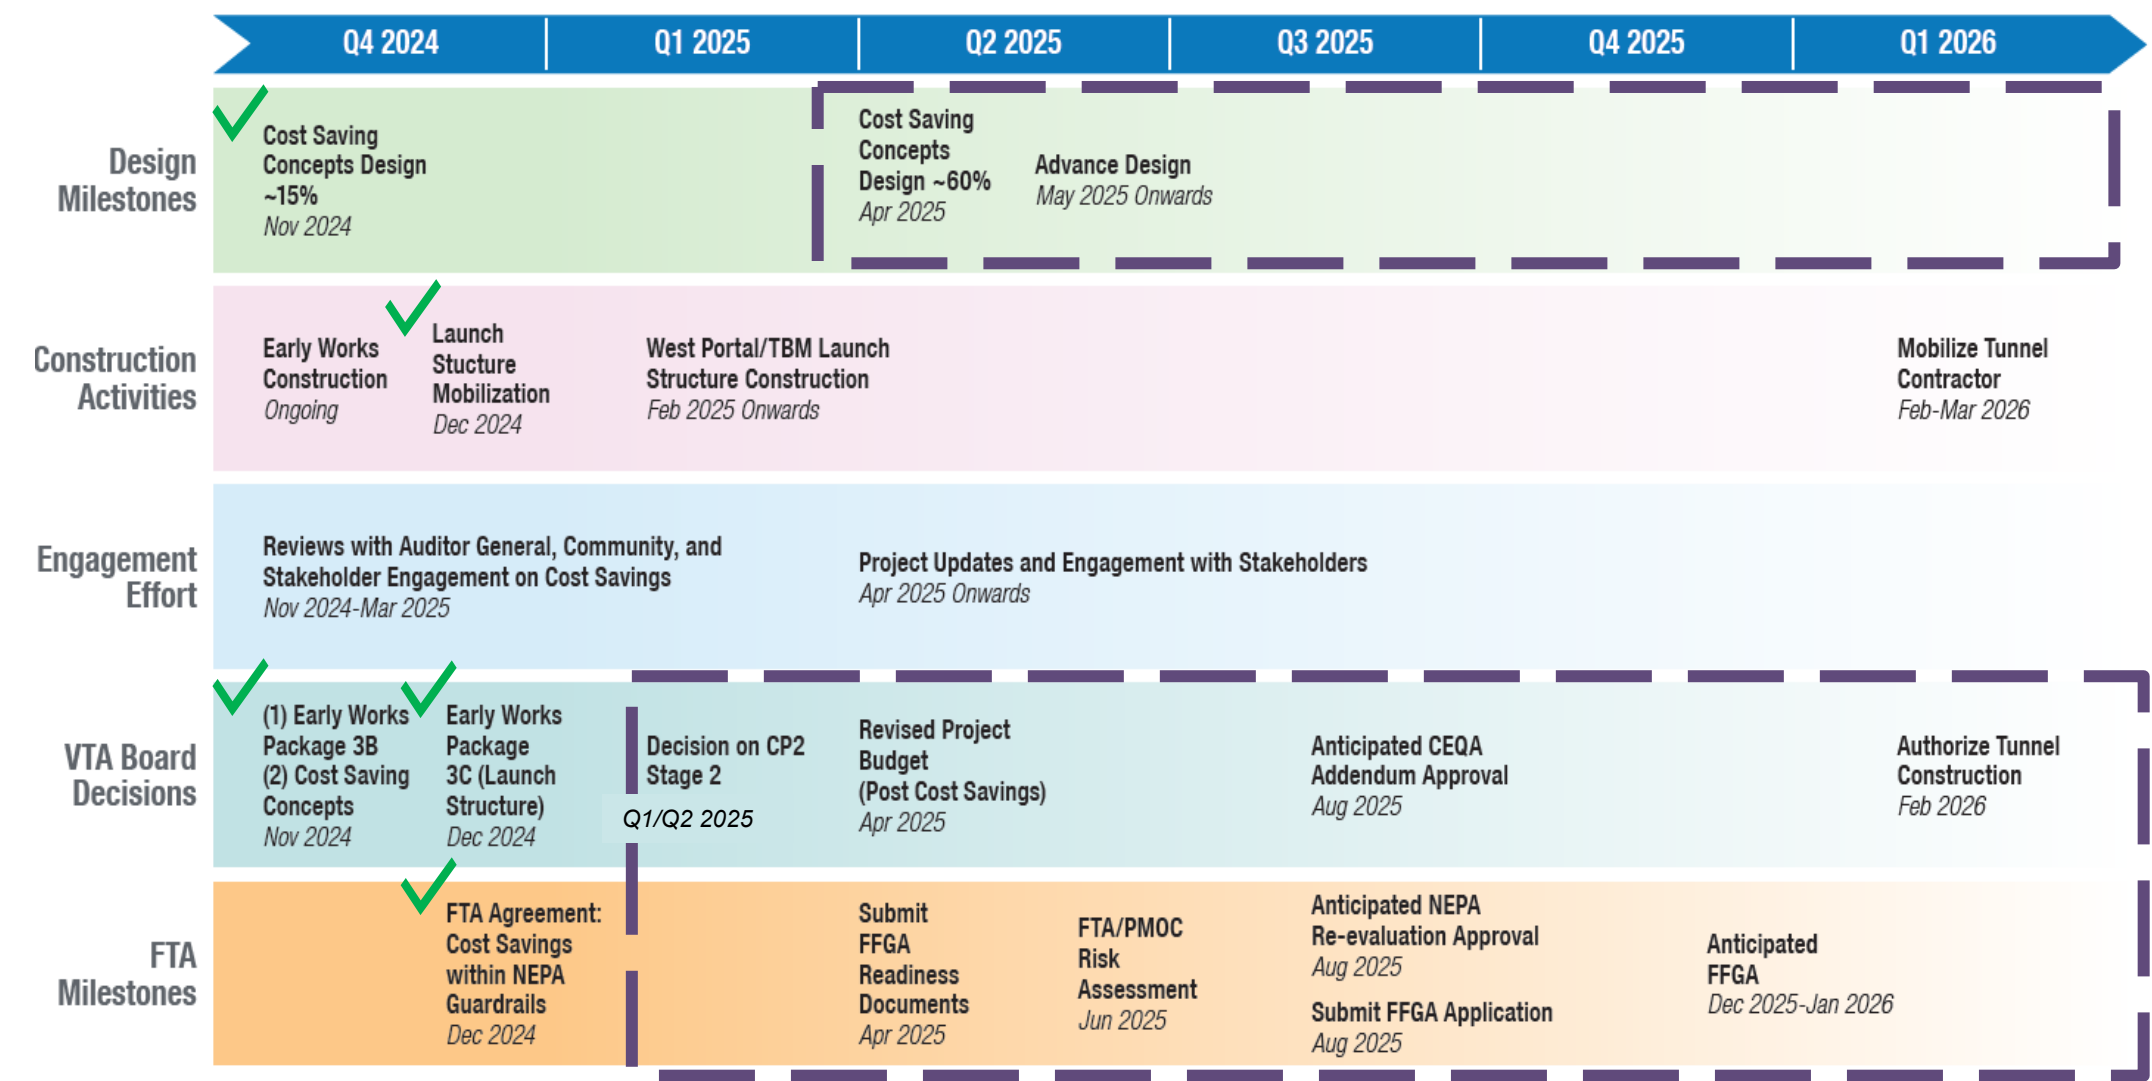 Q4 2024
Q1 2025
Q2 2025
Q3 2025
Q4 2025
Q1 2026
Design
Milestones
Cost Saving
Concepts Design
~15%
Nov 2024
Cost Saving
Concepts
Design ~60%
Apr 2025
Advance Design
May 2025 Onwards
Construction
Activities
Early Works
Construction
Ongoing
Launch
Stucture
Mobilization
Dec 2024
West Portal/TBM Launch
Structure Construction
Feb 2025 Onwards
Mobilize Tunnel
Contractor
Feb-Mar 2026
Engagement
Effort
Reviews with Auditor General, Community, and
Stakeholder Engagement on Cost Savings
Nov 2024-Mar 2025
Project Updates and Engagement with Stakeholders
Apr 2025 Onwards
VTA Board
Decisions
(1) Early Works
Package 3B
(2) Cost Saving
Concepts
Nov 2024
Early Works
Package
3C (Launch
Structure)
Dec 2024
Decision on CP2
Stage 2
Q1/Q2 2025
Revised Project
Budget
(Post Cost Savings)
Apr 2025
Anticipated CEQA
Addendum Approval
Aug 2025
Authorize Tunnel
Construction
Feb 2026
FTA
Milestones
FTA Agreement:
Cost Savings
within NEPA
Guardrails
Dec 2024
Submit
FFGA
Readiness
Documents
Apr 2025
FTA/PMOC
Risk
Assessment
Jun 2025
Anticipated NEPA
Re-evaluation Approval
Aug 2025
Submit FFGA Application
Aug 2025
Anticipated
FFGA
Dec 2025-Jan 2026